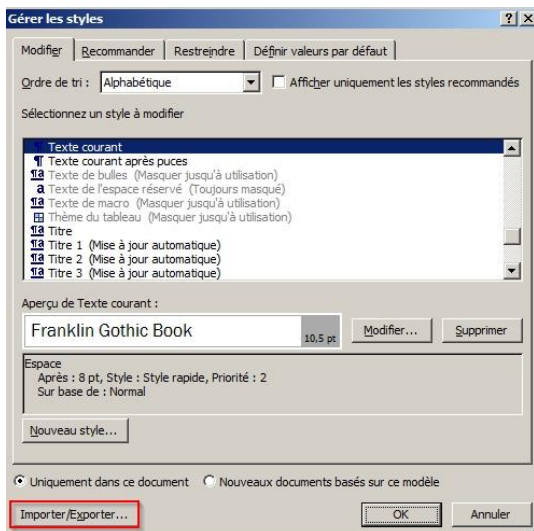 Gérer les styles
Modifier Recommander Restreindre Définir valeurs par défaut
Ordre de tri : Alphabétique Afficher uniquement les styles recommandés
Sélectionnez un style à modifier
¶ Texte courant
¶ Texte courant après puces
¶a Texte de bulles (Masquer jusqu'à utilisation)
a Texte de l'espace réservé (Toujours masqué)
¶a Texte de macro (Masquer jusqu'à utilisation)
Thème du tableau (Masquer jusqu'à utilisation)
¶a Titre
¶a Titre 1 (Mise à jour automatique)
¶a Titre 2 (Mise à jour automatique)
¶a Titre 3 (Mise à jour automatique)
Aperçu de Texte courant :
Franklin Gothic Book 10,5 pt Modifier... Supprimer
Espace
Après : 8 pt, Style : Style rapide, Priorité : 2
Sur base de : Normal
Nouveau style...
Uniquement dans ce document Nouveaux documents basés sur ce modèle
Importer/Exporter... OK Annuler